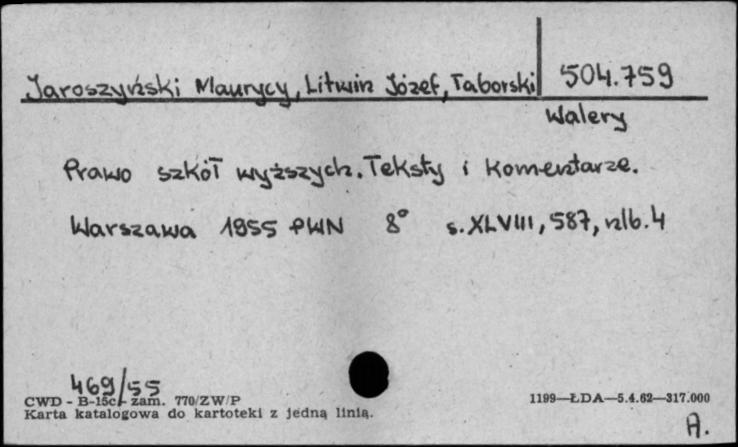 Jaroszyński Maurycy, Litwin Józef, Taborski 504.759
Walery
Prawo szkół wyższych. Teksty i komentarze.
Warszawa 1955 PWN 8° s. XLVIII, 587, nlb. 4
469/55
CWD - B-15c - zam. 770/ZW/P
1199—ŁDA—5.4.62—317.000
Karta katalogowa do kartoteki z jedną linią.
A.